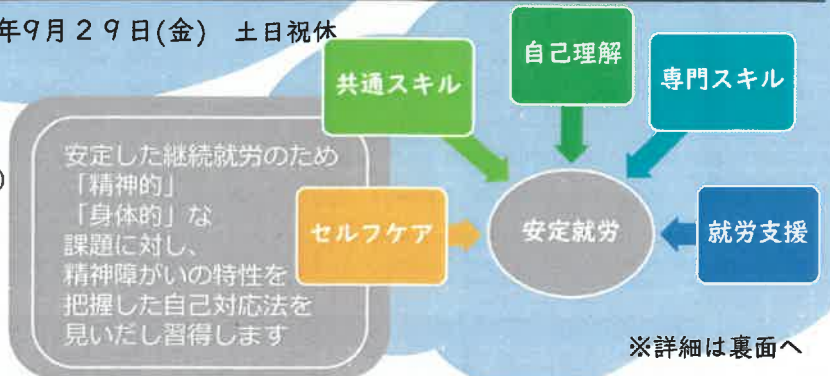 年9月29日(金) 土日祝休
共通スキル
自己理解
専門スキル
)
安定した継続就労のため
「精神的」
「身体的」な
課題に対し、
精神障がいの特性を
把握した自己対応法を
見いだし習得します
セルフケア
安定就労
就労支援
※詳細は裏面へ